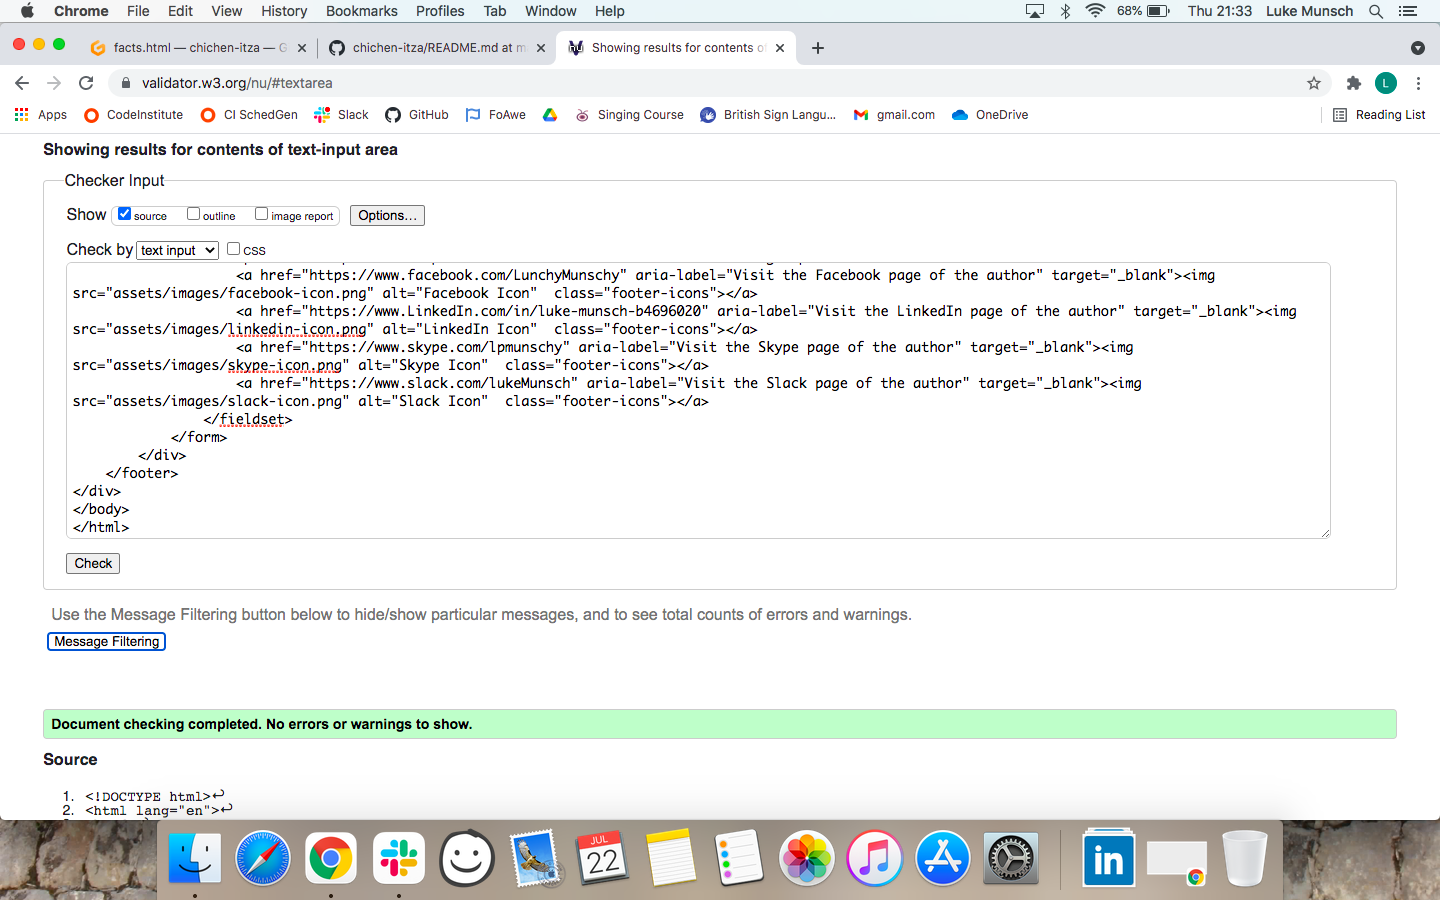 Chrome File Edit View History Bookmarks Profiles Tab Window Help 68% Thu 21:33 Luke Munsch
facts.html — chichen-itza — G chichen-itza/README.md at m Showing results for contents of
validator.w3.org/nu/#textarea L
Apps CodeInstitute CI SchedGen Slack GitHub FoAwe Singing Course British Sign Langu... gmail.com OneDrive Reading List
Showing results for contents of text-input area
Checker Input
Show source outline image report Options...
Check by text input CSS
<a href="https://www.facebook.com/LunchyMunschy" aria-label="Visit the Facebook page of the author" target="_blank"><img
src="assets/images/facebook-icon.png" alt="Facebook Icon"  class="footer-icons"></a>
<a href="https://www.LinkedIn.com/in/luke-munsch-b4696020" aria-label="Visit the LinkedIn page of the author" target="_blank"><img
src="assets/images/linkedin-icon.png" alt="LinkedIn Icon"  class="footer-icons"></a>
<a href="https://www.skype.com/lpmunschy" aria-label="Visit the Skype page of the author" target="_blank"><img
src="assets/images/skype-icon.png" alt="Skype Icon"  class="footer-icons"></a>
<a href="https://www.slack.com/lukeMunsch" aria-label="Visit the Slack page of the author" target="_blank"><img
src="assets/images/slack-icon.png" alt="Slack Icon"  class="footer-icons"></a>
</fieldset>
</form>
</div>
</footer>
</div>
</body>
</html>
Check
Use the Message Filtering button below to hide/show particular messages, and to see total counts of errors and warnings.
Message Filtering
Document checking completed. No errors or warnings to show.
Source
1. <!DOCTYPE html>↩
2. <html lang="en">↩
JUL
22
in